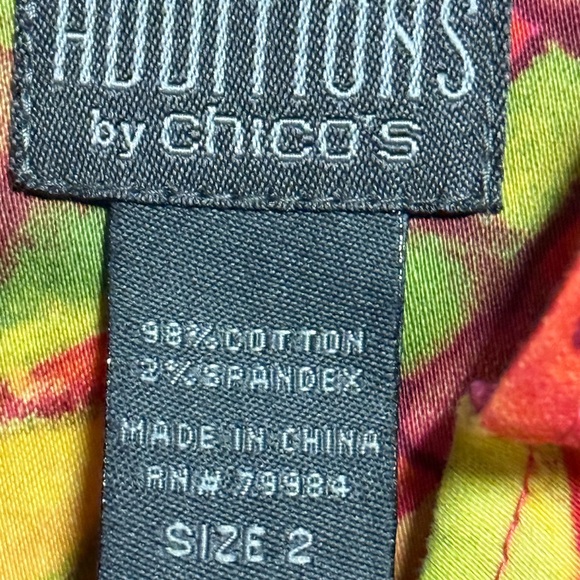 ADDITIONS
by chico's
98% COTTON
2% SPANDEX
MADE IN CHINA
RN# 79984
SIZE 2